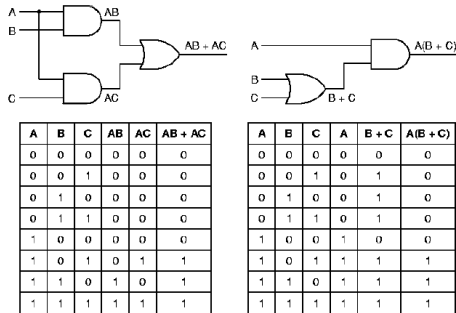 A
AB
B
AB + AC
C
AC
A
A(B + C)
B
C
B + C
A B C AB AC AB + AC
0 0 0 0 0 0
0 0 1 0 0 0
0 1 0 0 0 0
0 1 1 0 0 0
1 0 0 0 0 0
1 0 1 0 1 1
1 1 0 1 0 1
1 1 1 1 1 1
A B C A B + C A(B + C)
0 0 0 0 0 0
0 0 1 0 1 0
0 1 0 0 1 0
0 1 1 0 1 0
1 0 0 1 0 0
1 0 1 1 1 1
1 1 0 1 1 1
1 1 1 1 1 1